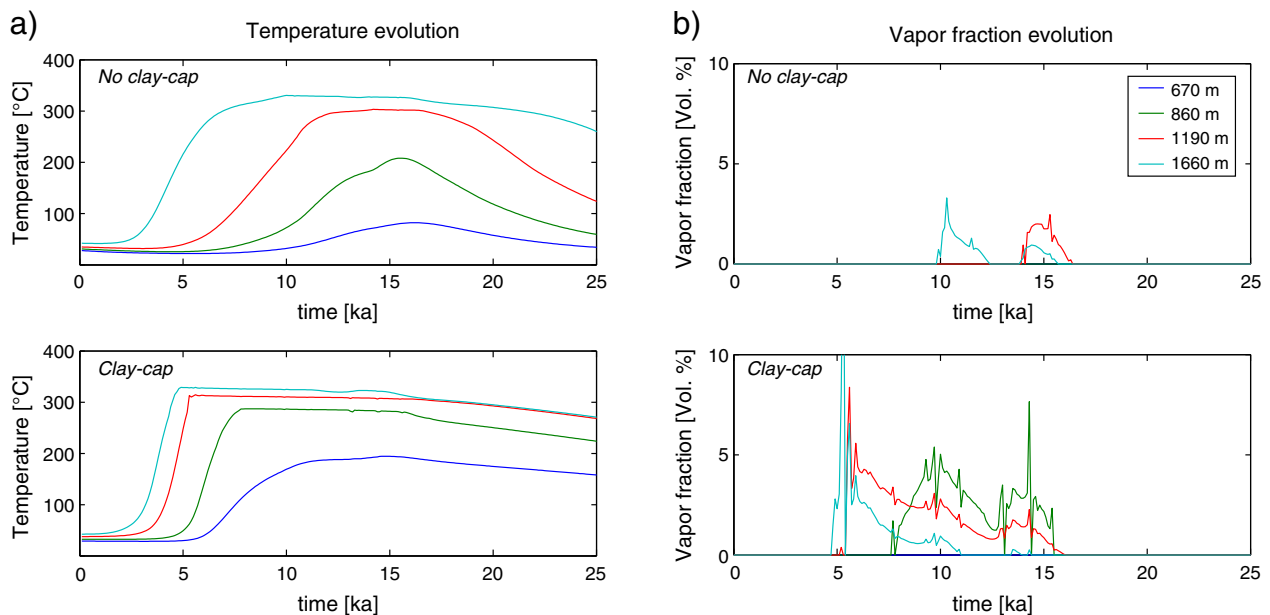 a)
Temperature evolution
No clay-cap
Temperature [°C]
400
300
200
100
0
5
10
15
20
25
time [ka]
Clay-cap
Temperature [°C]
400
300
200
100
0
5
10
15
20
25
time [ka]
b)
Vapor fraction evolution
No clay-cap
Vapor fraction [Vol. %]
10
5
0
0
5
10
15
20
25
time [ka]
670 m
860 m
1190 m
1660 m
Clay-cap
Vapor fraction [Vol. %]
10
5
0
0
5
10
15
20
25
time [ka]